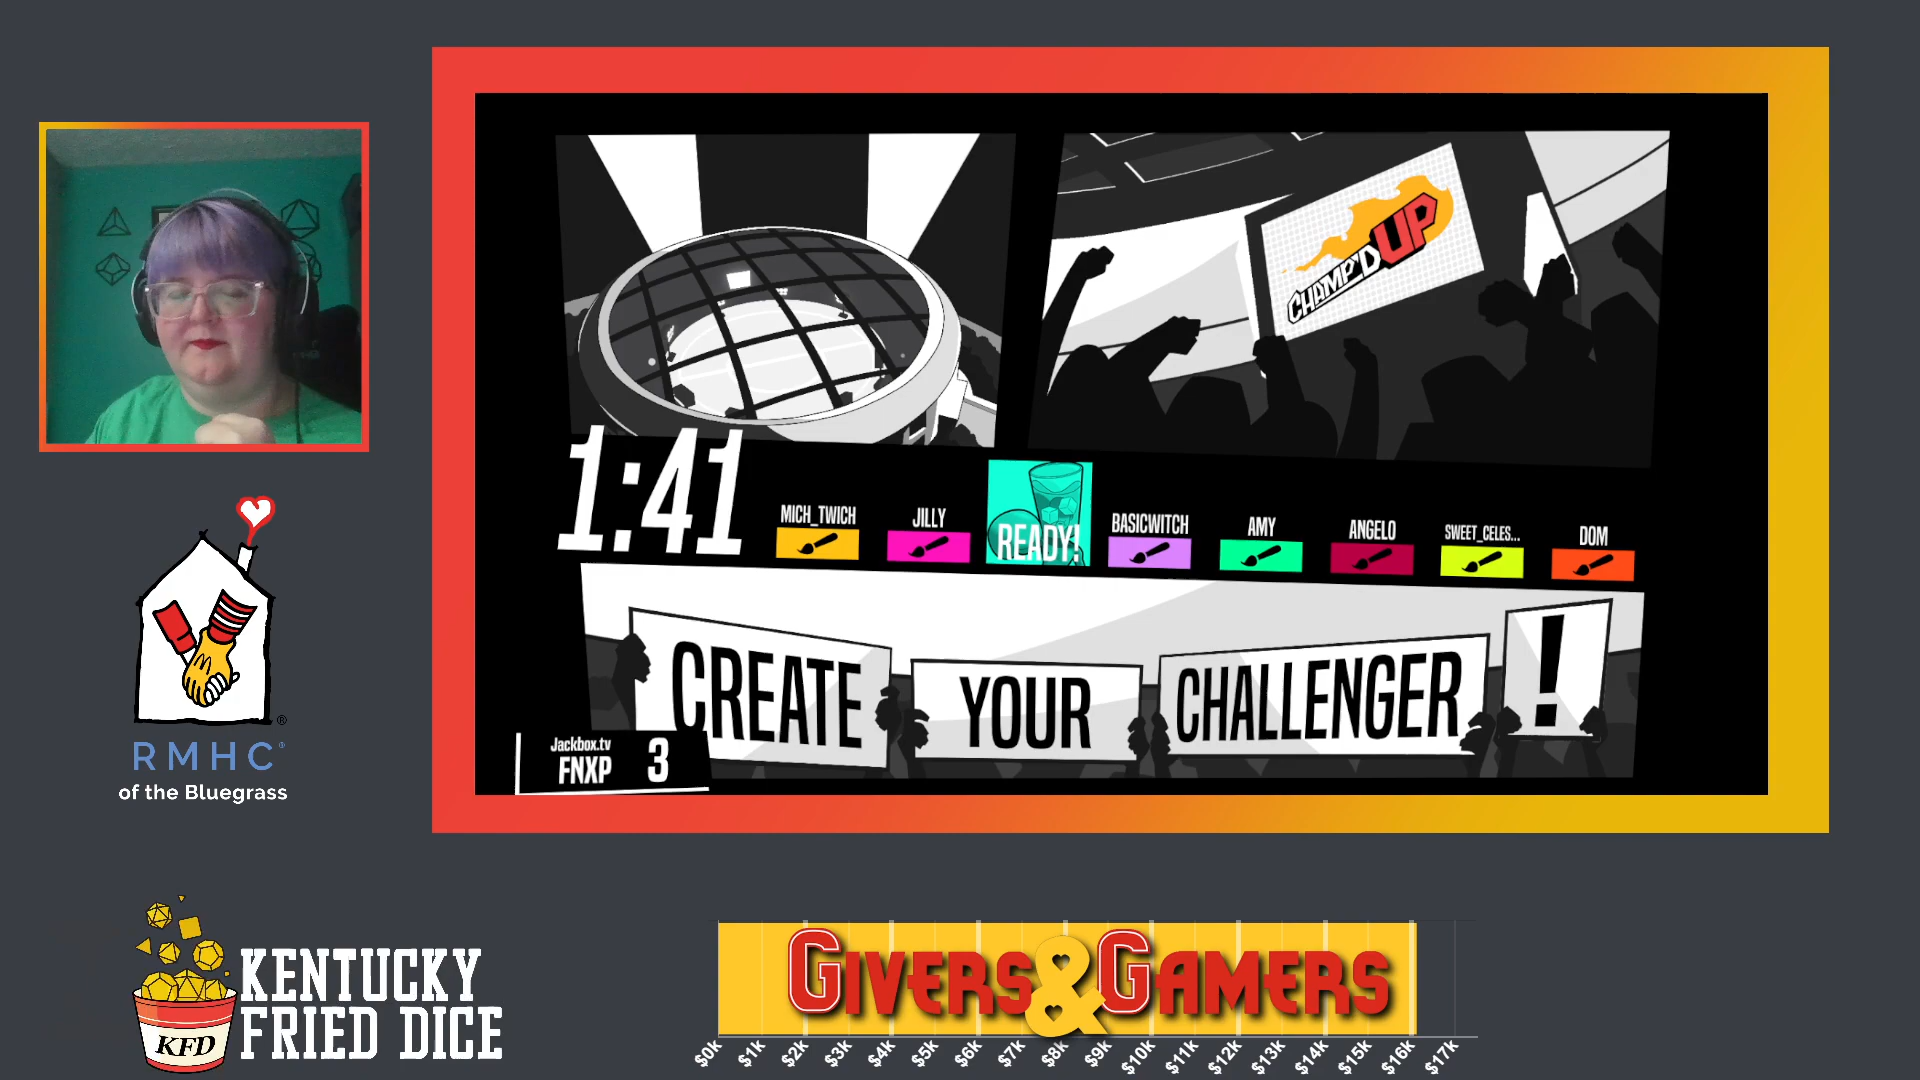 CHAMP'D UP
1:41
MICH_TWICH
JILLY
READY!
BASICWITCH
AMY
ANGELO
SWEET_CELES...
DOM
CREATE YOUR CHALLENGER !
Jackbox.tv
FNXP 3
RMHC®
of the Bluegrass
KENTUCKY
FRIED DICE
KFD
GIVERS & GAMERS
$0k $1k $2k $3k $4k $5k $6k $7k $8k $9k $10k $11k $12k $13k $14k $15k $16k $17k